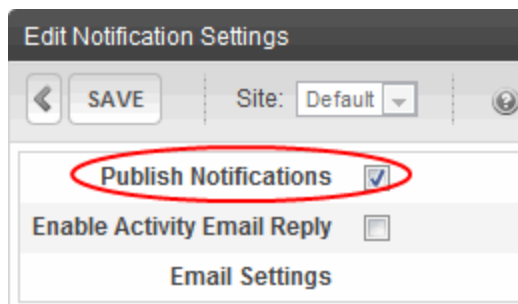 Edit Notification Settings
SAVE Site: Default
Publish Notifications
Enable Activity Email Reply
Email Settings